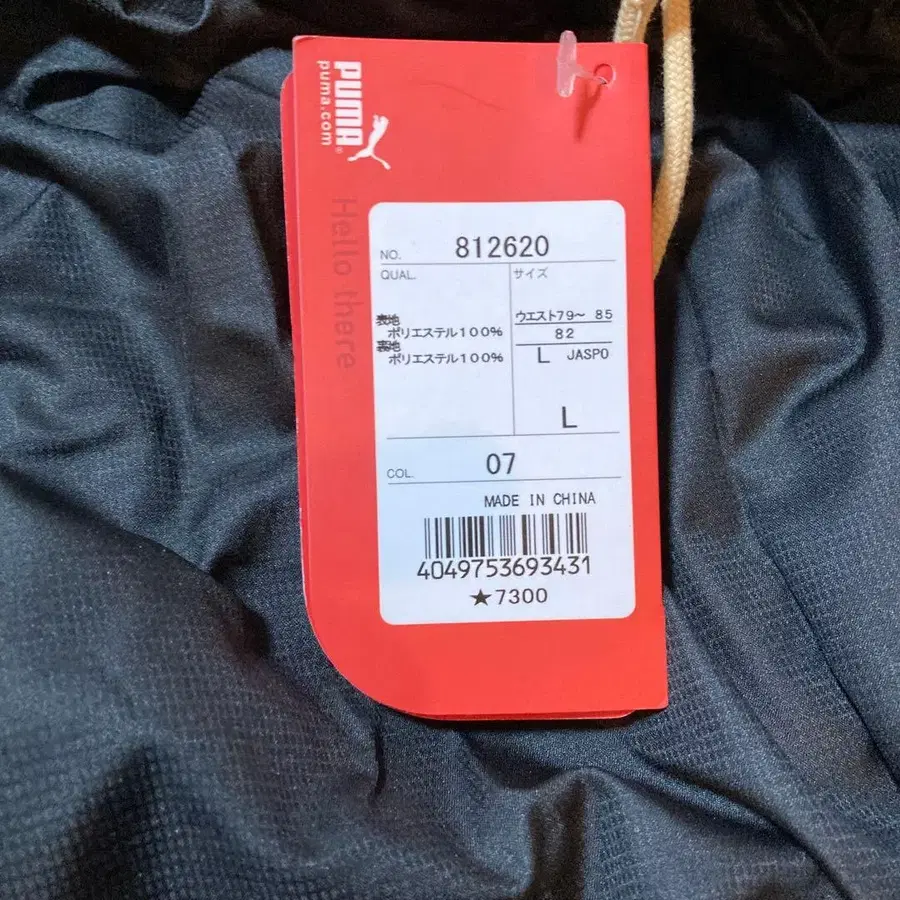 PUMA®
puma.com
Hello there
NO. 812620
QUAL.
サイズ
表地
ポリエステル100%
裏地
ポリエステル100%
ウエスト79~ 85
82
L JASPO
L
COL. 07
MADE IN CHINA
4049753693431
★7300